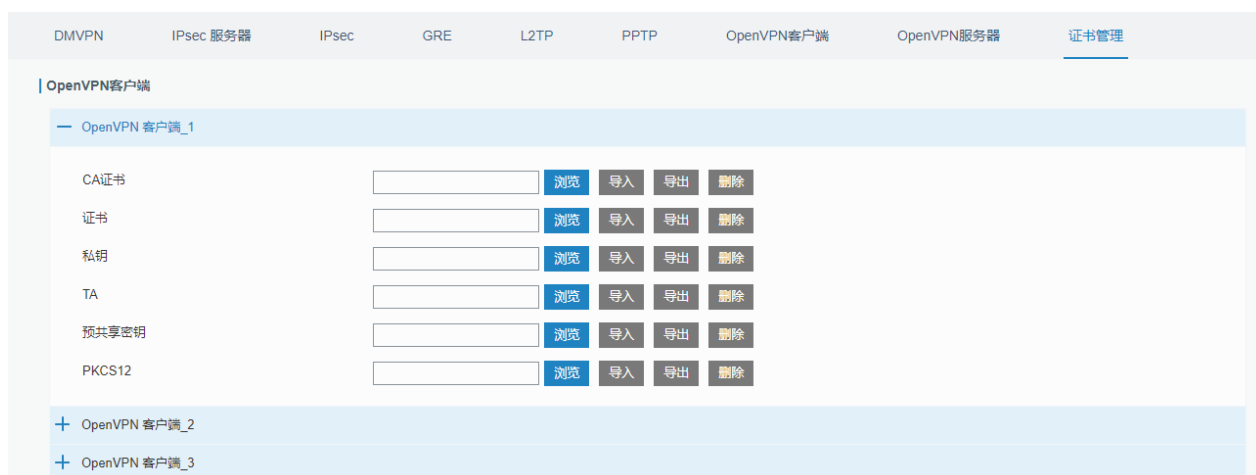 DMVPN IPsec 服务器 IPsec GRE L2TP PPTP OpenVPN客户端 OpenVPN服务器 证书管理
OpenVPN客户端
OpenVPN 客户端_1
CA证书 浏览 导入 导出 删除
证书 浏览 导入 导出 删除
私钥 浏览 导入 导出 删除
TA 浏览 导入 导出 删除
预共享密钥 浏览 导入 导出 删除
PKCS12 浏览 导入 导出 删除
OpenVPN 客户端_2
OpenVPN 客户端_3